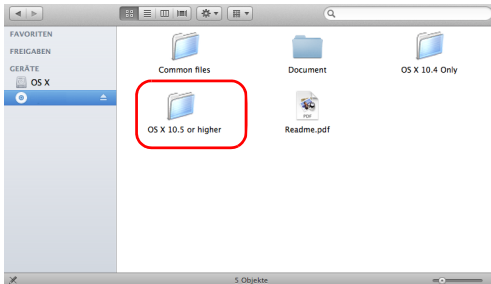 FAVORITEN
FREIGABEN
GERÄTE
OS X
Common files
Document
OS X 10.4 Only
OS X 10.5 or higher
PDF
Readme.pdf
5 Objekte